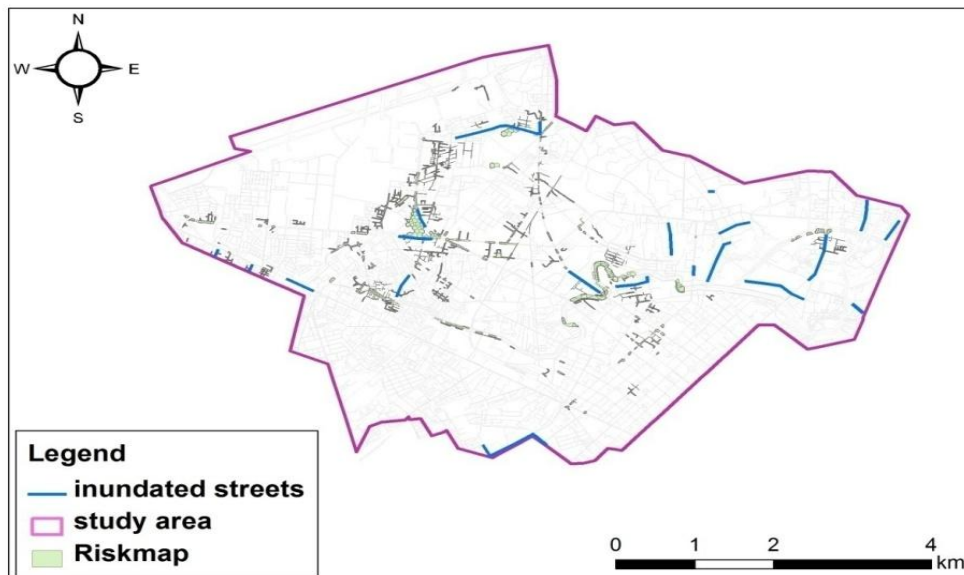 N
W E
S
Legend
inundated streets
study area
Riskmap
0 1 2 4
km